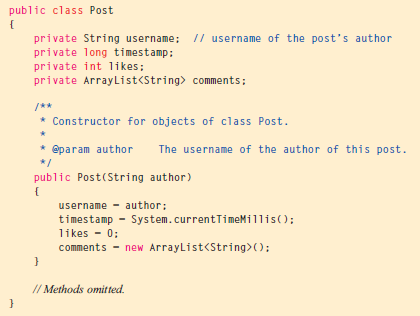 public class Post
{
private String username;  // username of the post's author
private long timestamp;
private int likes;
private ArrayList<String> comments;
/**
* Constructor for objects of class Post.
*
* @param author    The username of the author of this post.
*/
public Post(String author)
{
username = author;
timestamp = System.currentTimeMillis();
likes = 0;
comments = new ArrayList<String>();
}
// Methods omitted.
}